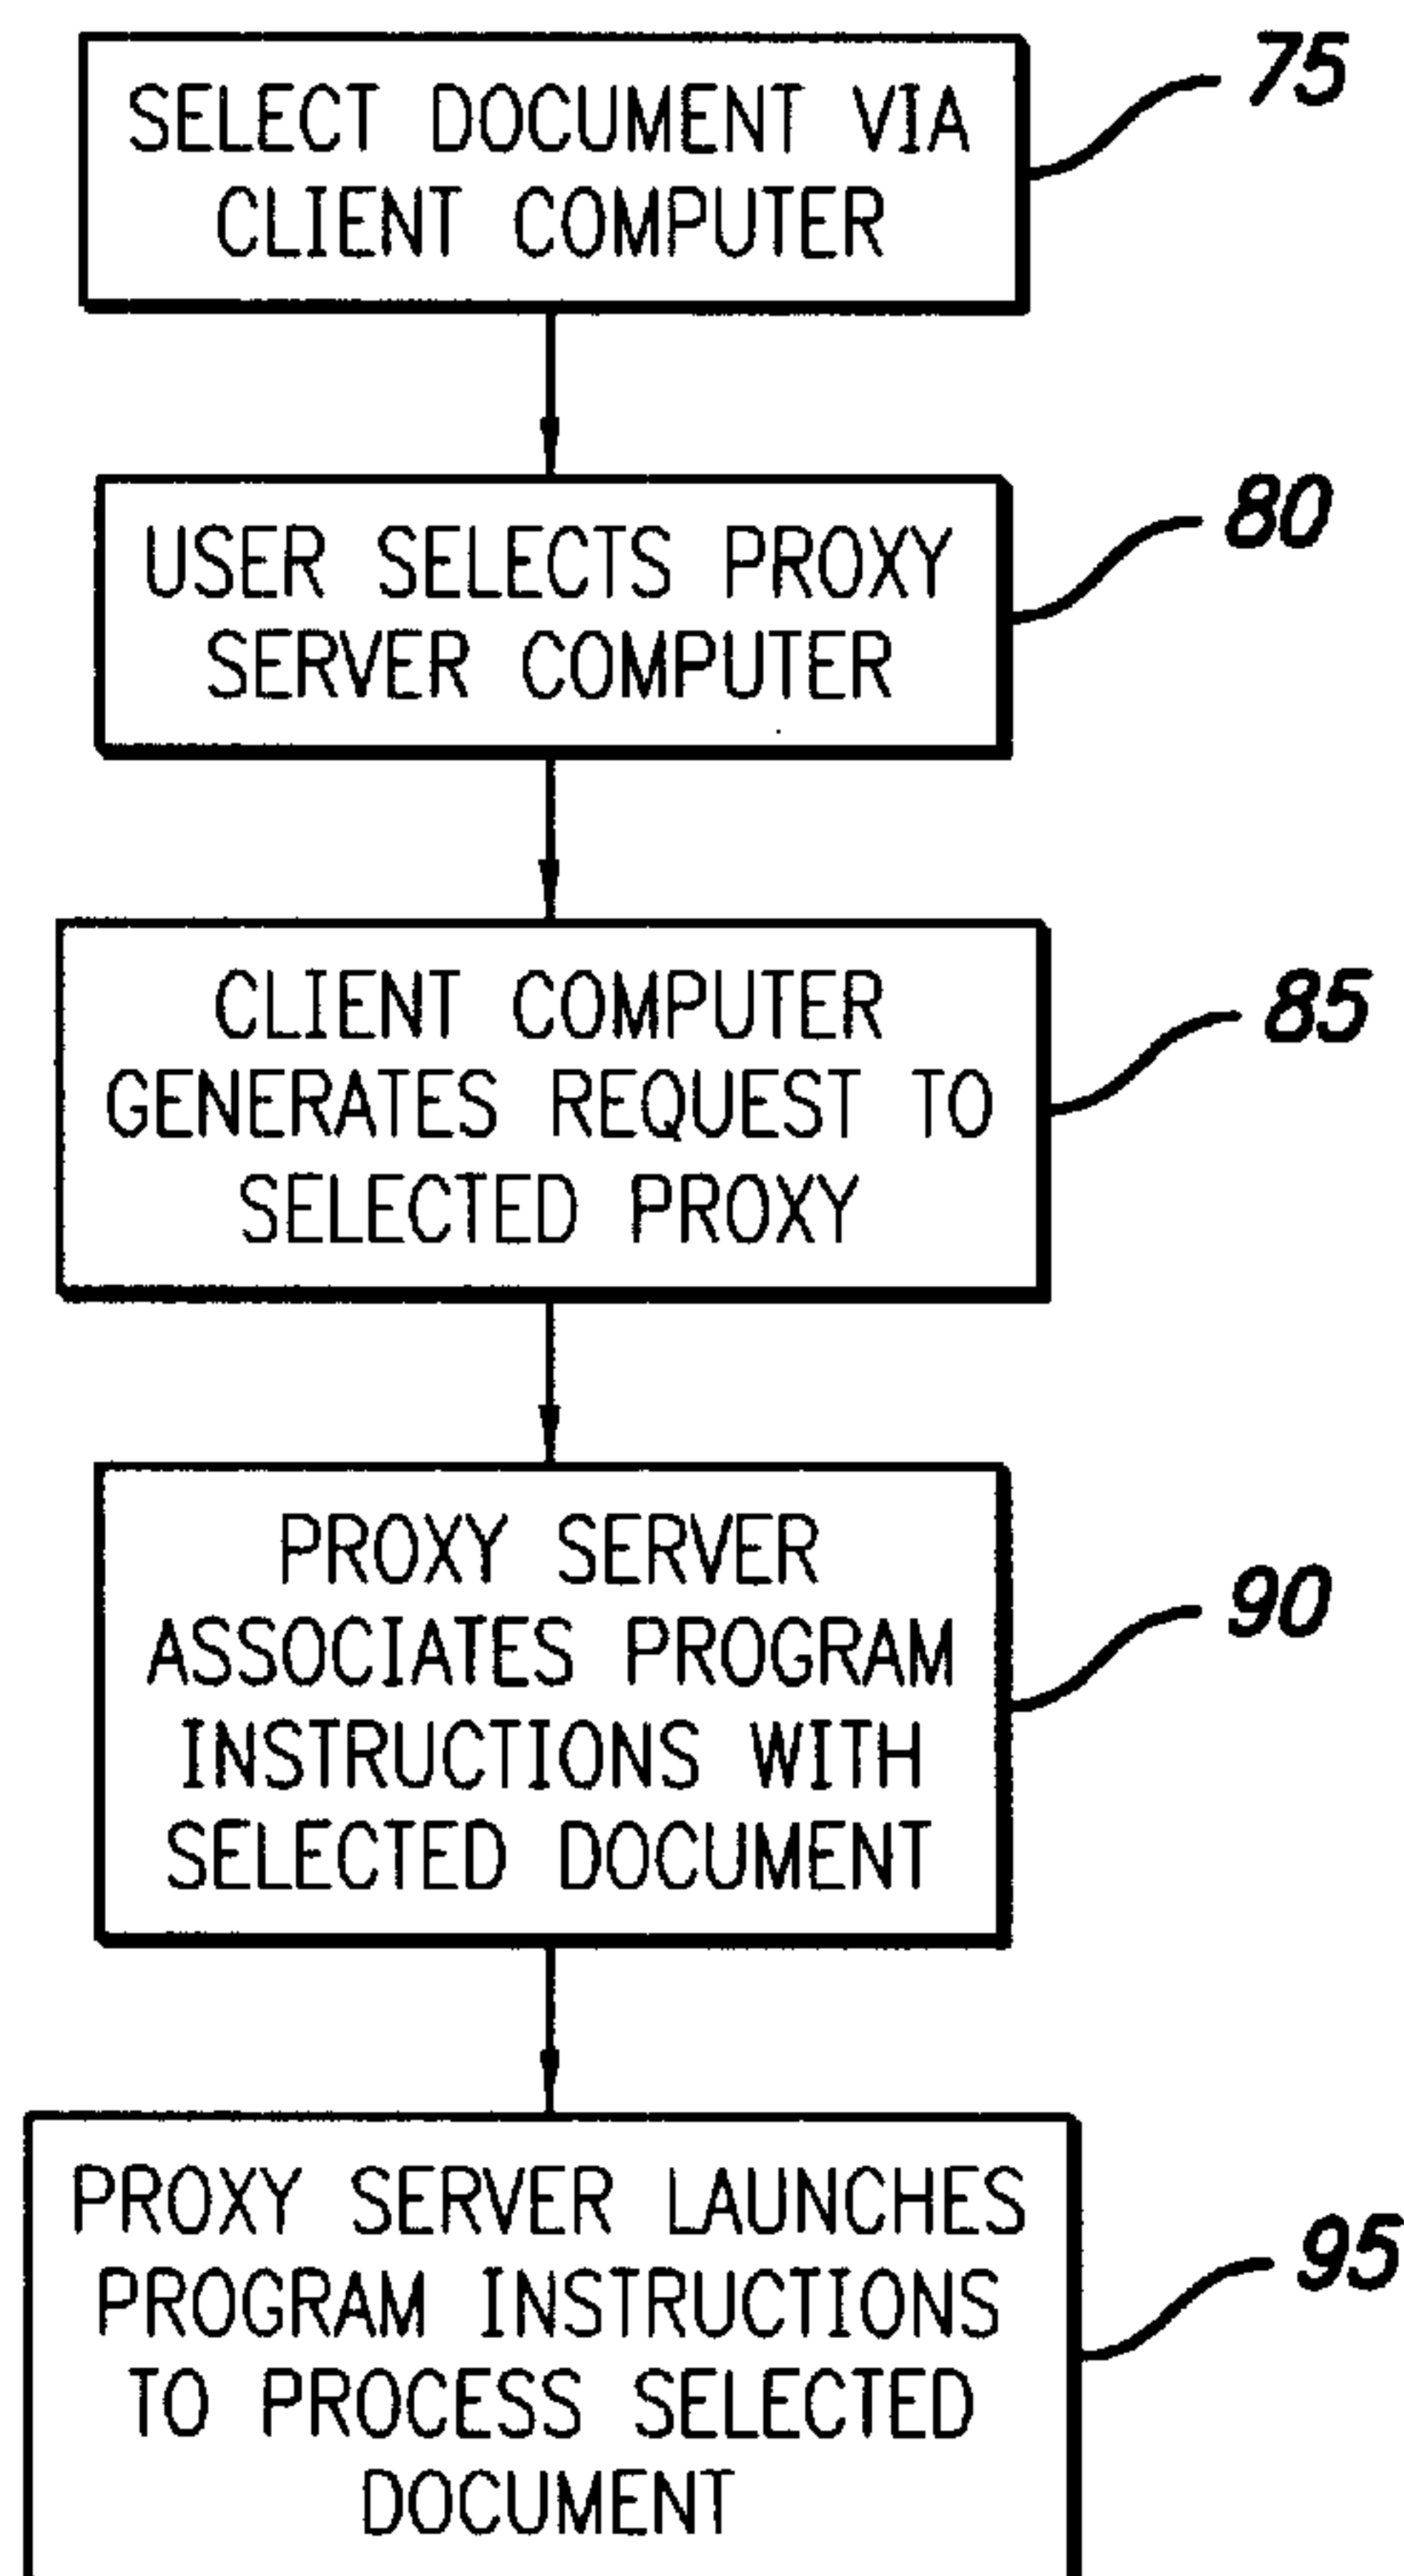 SELECT DOCUMENT VIA
CLIENT COMPUTER
75
USER SELECTS PROXY
SERVER COMPUTER
80
CLIENT COMPUTER
GENERATES REQUEST TO
SELECTED PROXY
85
PROXY SERVER
ASSOCIATES PROGRAM
INSTRUCTIONS WITH
SELECTED DOCUMENT
90
PROXY SERVER LAUNCHES
PROGRAM INSTRUCTIONS
TO PROCESS SELECTED
DOCUMENT
95